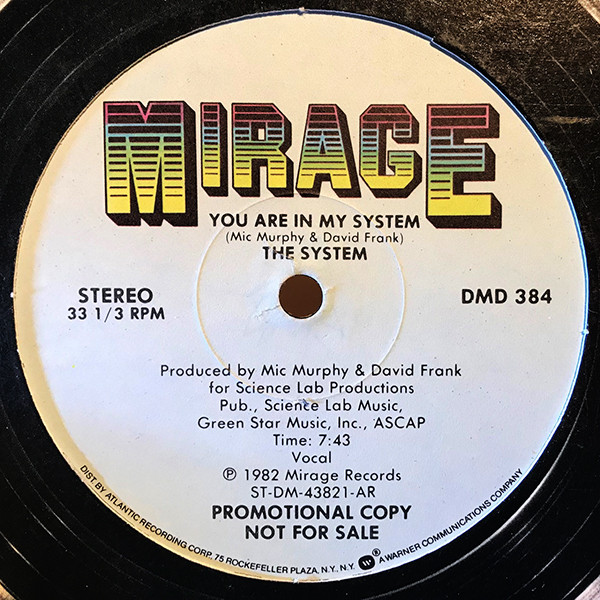 MIRAGE
YOU ARE IN MY SYSTEM
(Mic Murphy & David Frank)
THE SYSTEM
STEREO
33 1/3 RPM
DMD 384
Produced by Mic Murphy & David Frank
for Science Lab Productions
Pub., Science Lab Music,
Green Star Music, Inc., ASCAP
Time: 7:43
Vocal
℗ 1982 Mirage Records
ST-DM-43821-AR
PROMOTIONAL COPY
NOT FOR SALE
DIST. BY ATLANTIC RECORDING CORP. 75 ROCKEFELLER PLAZA, N.Y. N.Y. W ® A WARNER COMMUNICATIONS COMPANY